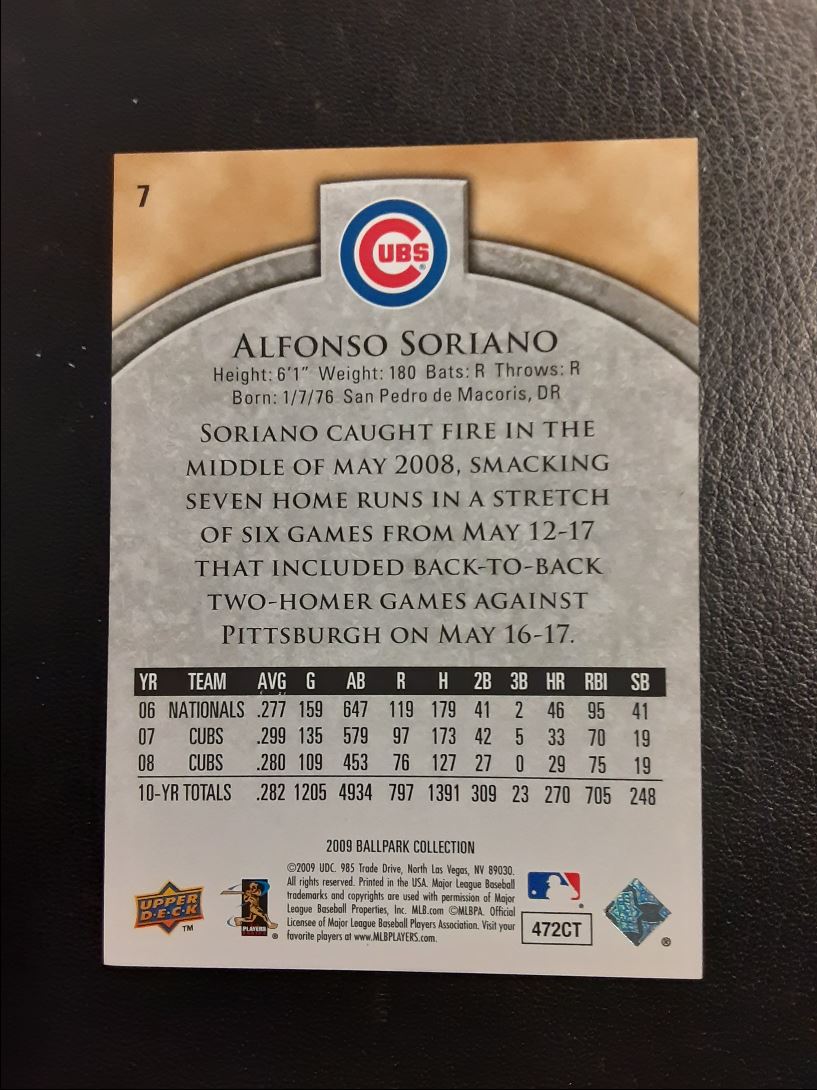 7
CUBS®
ALFONSO SORIANO
Height: 6'1" Weight: 180 Bats: R Throws: R
Born: 1/7/76 San Pedro de Macoris, DR
SORIANO CAUGHT FIRE IN THE
MIDDLE OF MAY 2008, SMACKING
SEVEN HOME RUNS IN A STRETCH
OF SIX GAMES FROM MAY 12-17
THAT INCLUDED BACK-TO-BACK
TWO-HOMER GAMES AGAINST
PITTSBURGH ON MAY 16-17.
YR TEAM AVG G AB R H 2B 3B HR RBI SB
06 NATIONALS .277 159 647 119 179 41 2 46 95 41
07 CUBS .299 135 579 97 173 42 5 33 70 19
08 CUBS .280 109 453 76 127 27 0 29 75 19
10-YR TOTALS .282 1205 4934 797 1391 309 23 270 705 248
2009 BALLPARK COLLECTION
©2009 UDC. 985 Trade Drive, North Las Vegas, NV 89030.
All rights reserved. Printed in the USA. Major League Baseball
trademarks and copyrights are used with permission of Major
League Baseball Properties, Inc. MLB.com ©MLBPA. Official
Licensee of Major League Baseball Players Association. Visit your
favorite players at www.MLBPLAYERS.com.
UPPER
D·E·C·K
TM
PLAYERS
®
472CT
®